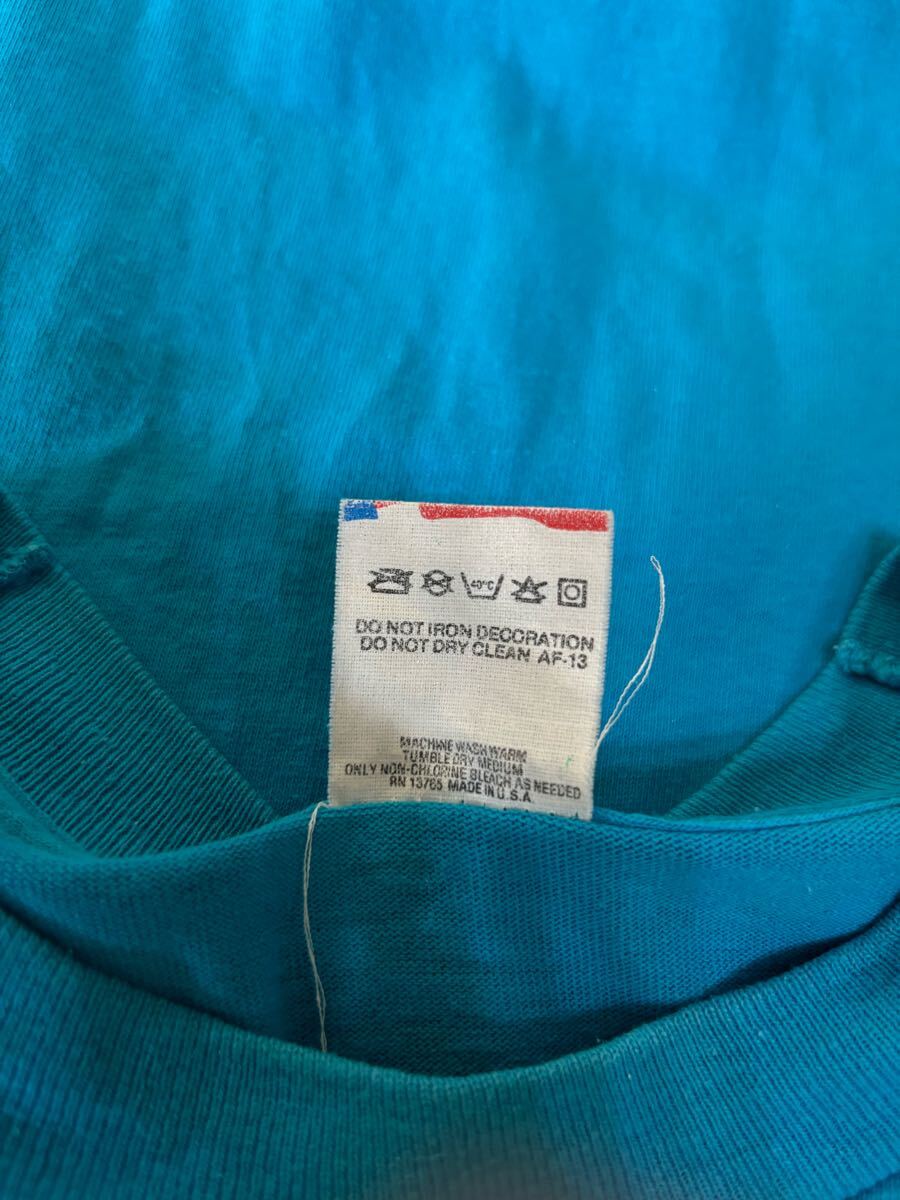 40°C
DO NOT IRON DECORATION
DO NOT DRY CLEAN AF-13
MACHINE WASH WARM
TUMBLE DRY MEDIUM
ONLY NON-CHLORINE BLEACH AS NEEDED
RN 13765 MADE IN U.S.A.